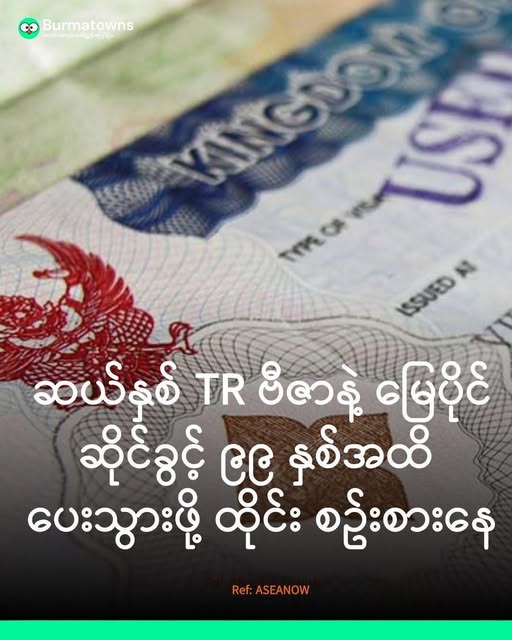 Burmatowns
KINGDOM O
USED
TYPE OF VISA
ISSUED AT
ဆယ်နှစ် TR ဗီဇာနဲ့ မြေပိုင်
ဆိုင်ခွင့် ၉၉ နှစ်အထိ
ပေးသွားဖို့ ထိုင်း စဥ်းစားနေ
Ref: ASEANOW